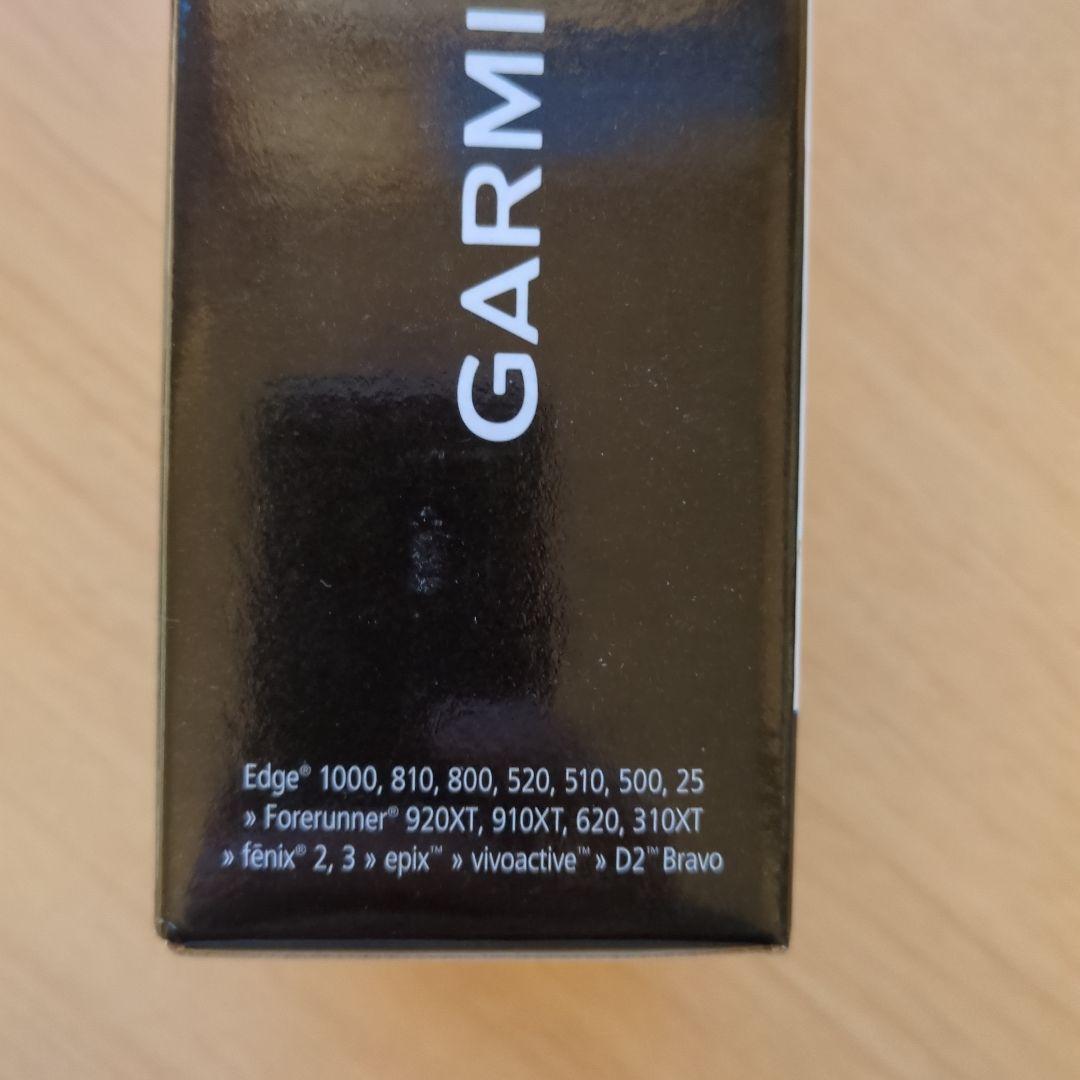 GARMI
Edge® 1000, 810, 800, 520, 510, 500, 25
» Forerunner® 920XT, 910XT, 620, 310XT
» fēnix® 2, 3 » epix™ » vivoactive™ » D2™ Bravo